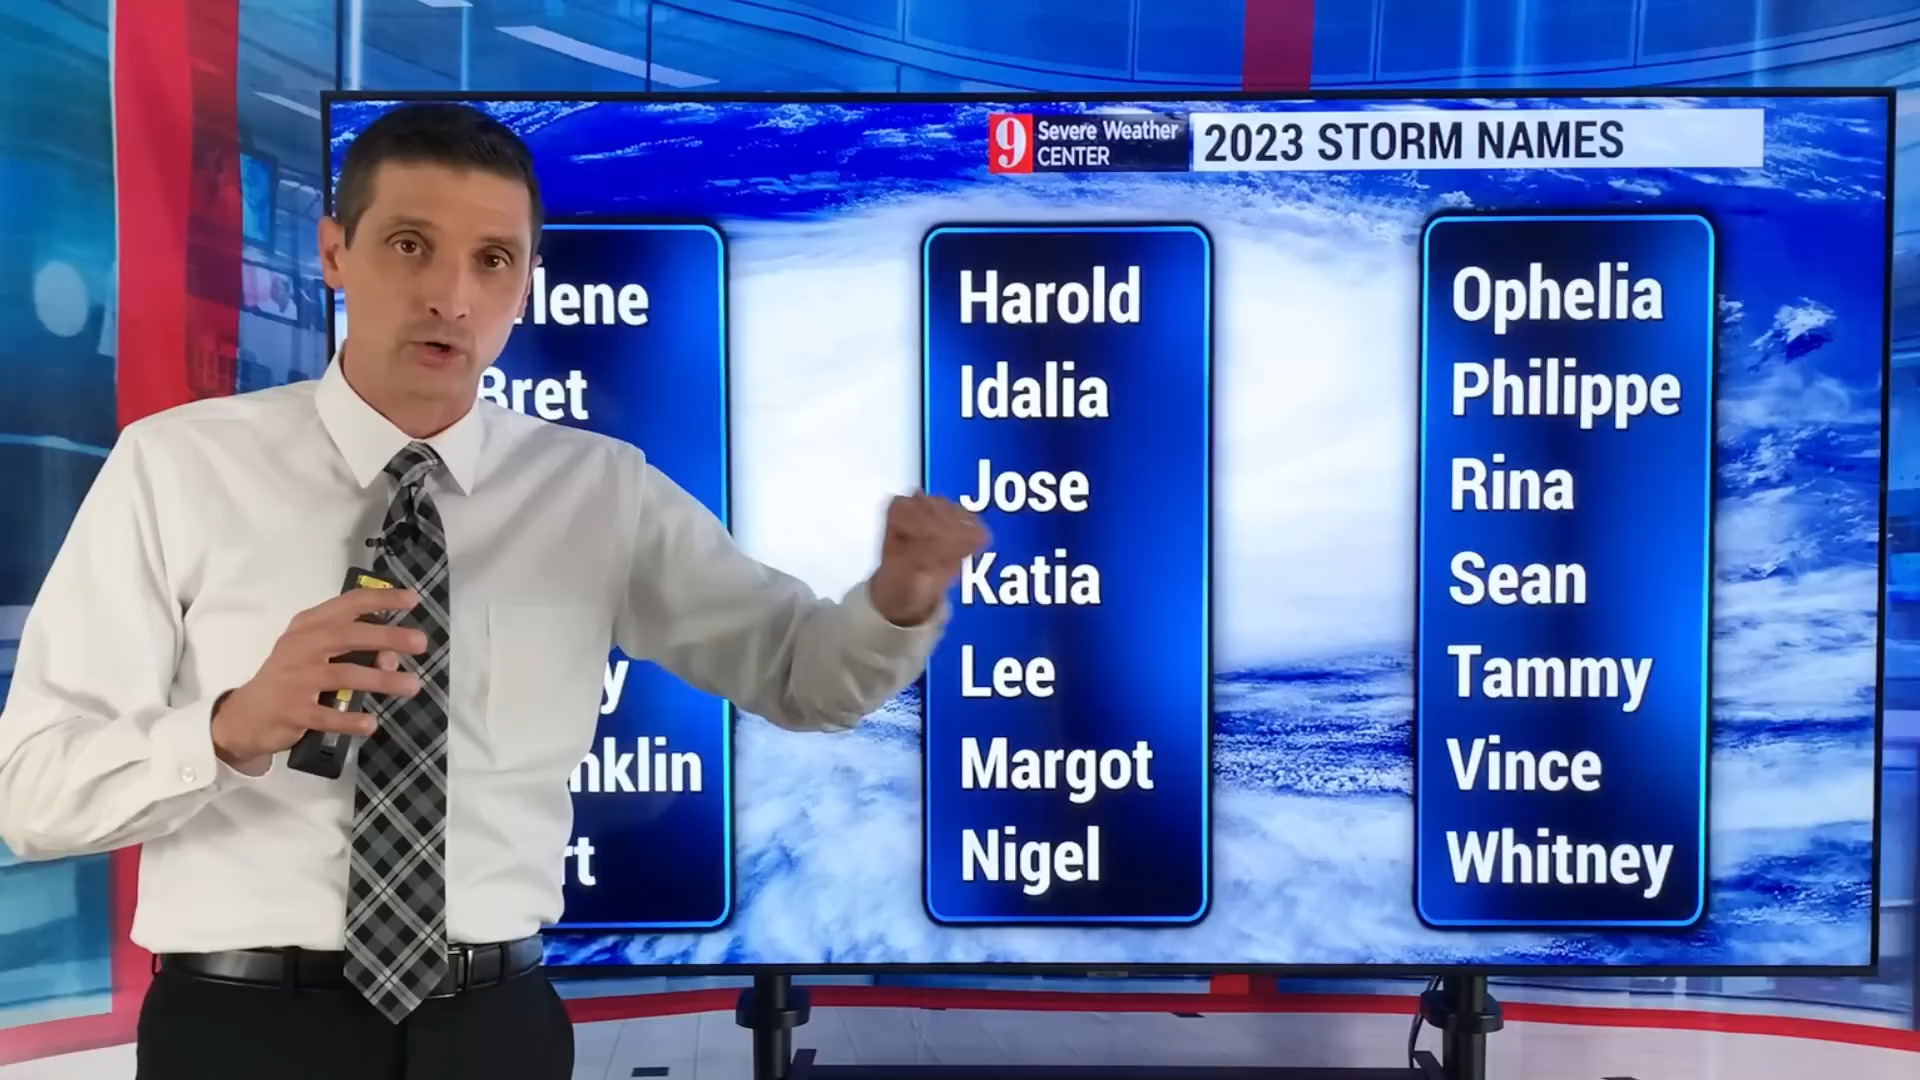 9 Severe Weather CENTER
2023 STORM NAMES
Bret
Harold
Idalia
Jose
Katia
Lee
Margot
Nigel
Ophelia
Philippe
Rina
Sean
Tammy
Vince
Whitney